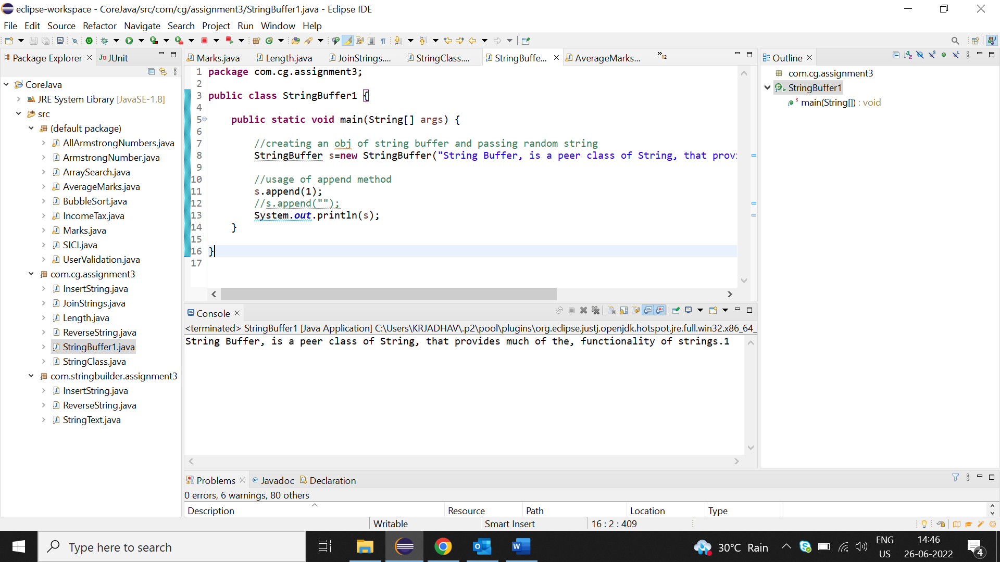 eclipse-workspace - CoreJava/src/com/cg/assignment3/StringBuffer1.java - Eclipse IDE
File Edit Source Refactor Navigate Search Project Run Window Help
Package Explorer JUnit
CoreJava
JRE System Library [JavaSE-1.8]
src
(default package)
AllArmstrongNumbers.java
ArmstrongNumber.java
ArraySearch.java
AverageMarks.java
BubbleSort.java
IncomeTax.java
Marks.java
SICI.java
UserValidation.java
com.cg.assignment3
InsertString.java
JoinStrings.java
Length.java
ReverseString.java
StringBuffer1.java
StringClass.java
com.stringbuilder.assignment3
InsertString.java
ReverseString.java
StringText.java
Marks.java Length.java JoinStrings.... StringClass.... StringBuffe... AverageMarks... »12
1 package com.cg.assignment3;
2
3 public class StringBuffer1 {
4
5 public static void main(String[] args) {
6
7 //creating an obj of string buffer and passing random string
8 StringBuffer s=new StringBuffer("String Buffer, is a peer class of String, that prov
9
10 //usage of append method
11 s.append(1);
12 //s.append("");
13 System.out.println(s);
14 }
15
16 }
17
Console
<terminated> StringBuffer1 [Java Application] C:\Users\KRJADHAV\.p2\pool\plugins\org.eclipse.justj.openjdk.hotspot.jre.full.win32.x86_64_
String Buffer, is a peer class of String, that provides much of the, functionality of strings.1
Problems Javadoc Declaration
0 errors, 6 warnings, 80 others
Description Resource Path Location Type
Writable Smart Insert 16 : 2 : 409
Outline
com.cg.assignment3
StringBuffer1
main(String[]) : void
Type here to search
30°C Rain
ENG
US
14:46
26-06-2022
4